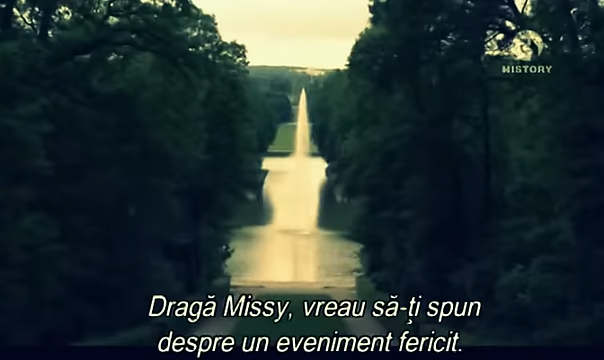 HISTORY
Dragă Missy, vreau să-ți spun
despre un eveniment fericit.